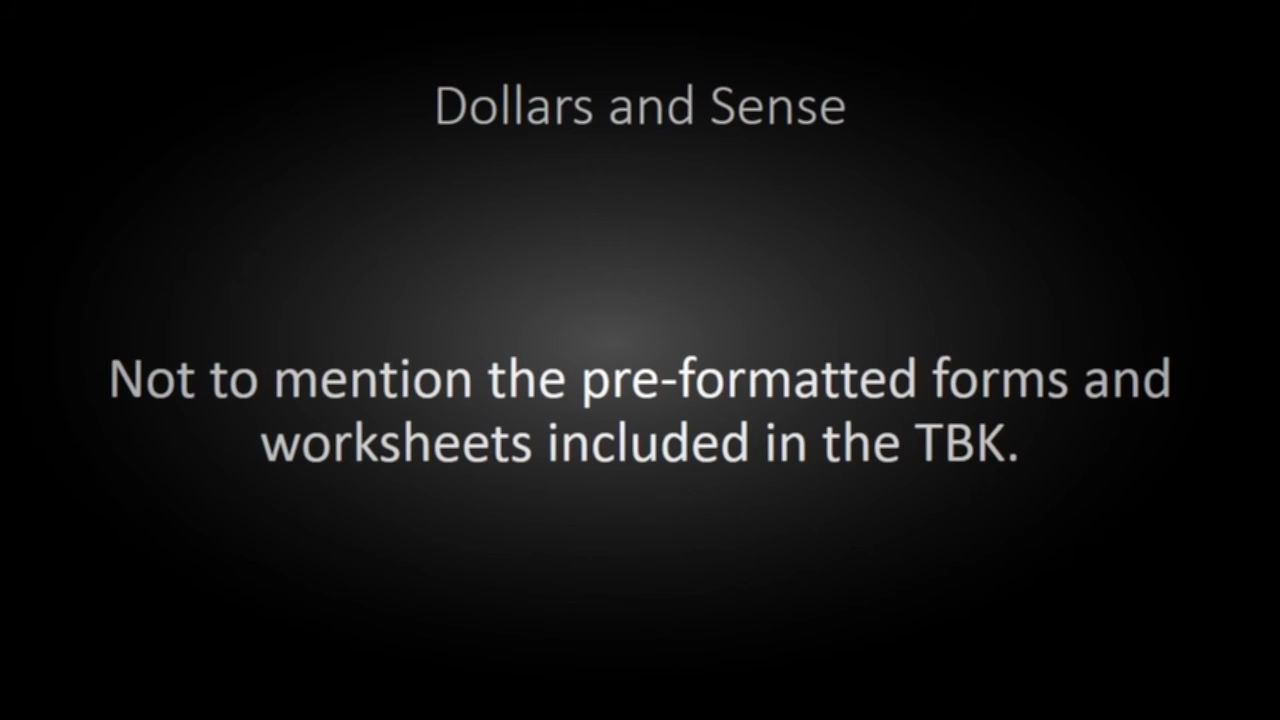 Dollars and Sense
Not to mention the pre-formatted forms and
worksheets included in the TBK.